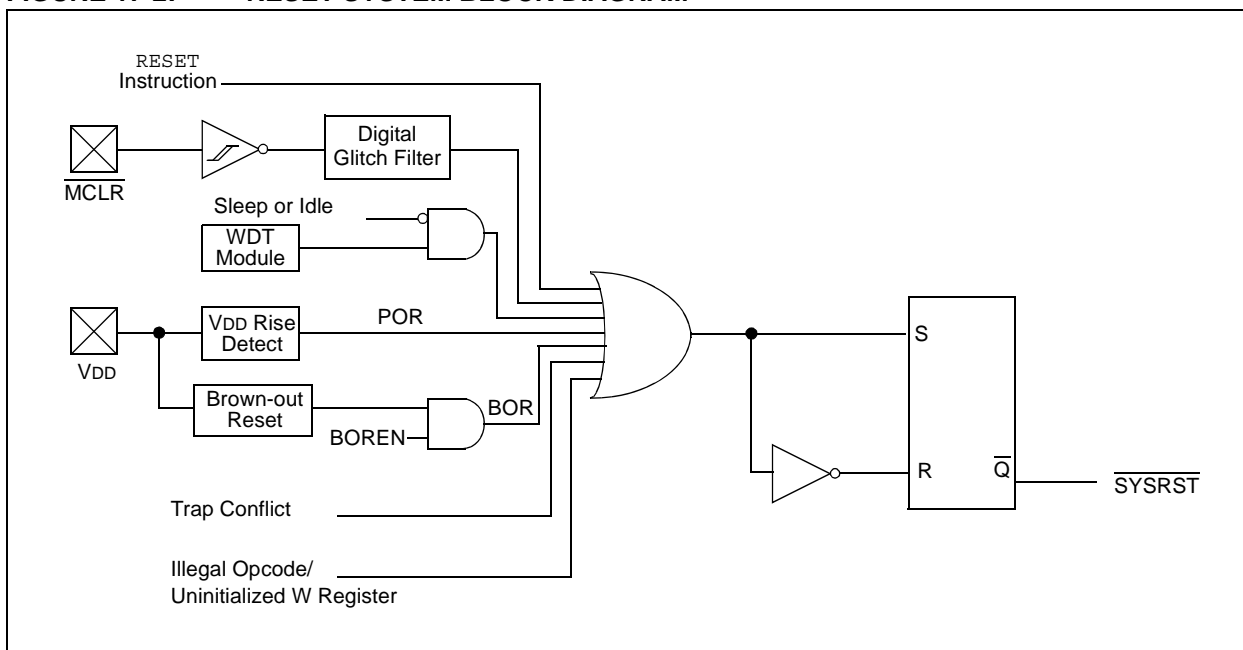 RESET
Instruction
Digital
Glitch Filter
MCLR
Sleep or Idle
WDT
Module
VDD
VDD Rise
Detect
POR
Brown-out
Reset
BOREN
BOR
Trap Conflict
Illegal Opcode/
Uninitialized W Register
S
R
Q
SYSRST